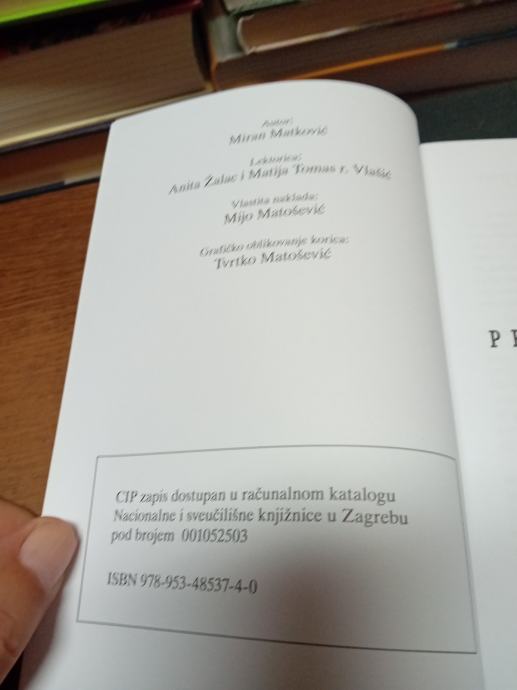 Autor:
Miran Matković
Lektorica:
Anita Žalac i Matija Tomas r. Vlašić
Vlastita naklada:
Mijo Matošević
Grafičko oblikovanje korica:
Tvrtko Matošević
CIP zapis dostupan u računalnom katalogu
Nacionalne i sveučilišne knjižnice u Zagrebu
pod brojem 001052503
ISBN 978-953-48537-4-0
P